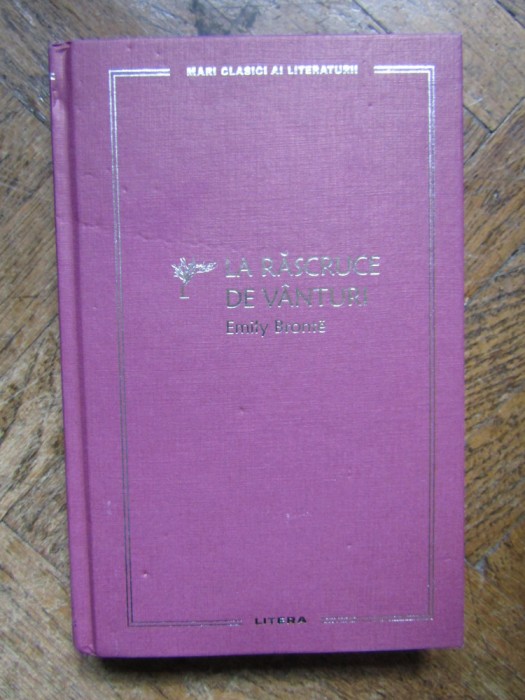 MARI CLASICI AI LITERATURII
LA RĂSCRUCE
DE VÂNTURI
Emily Brontë
LITERA